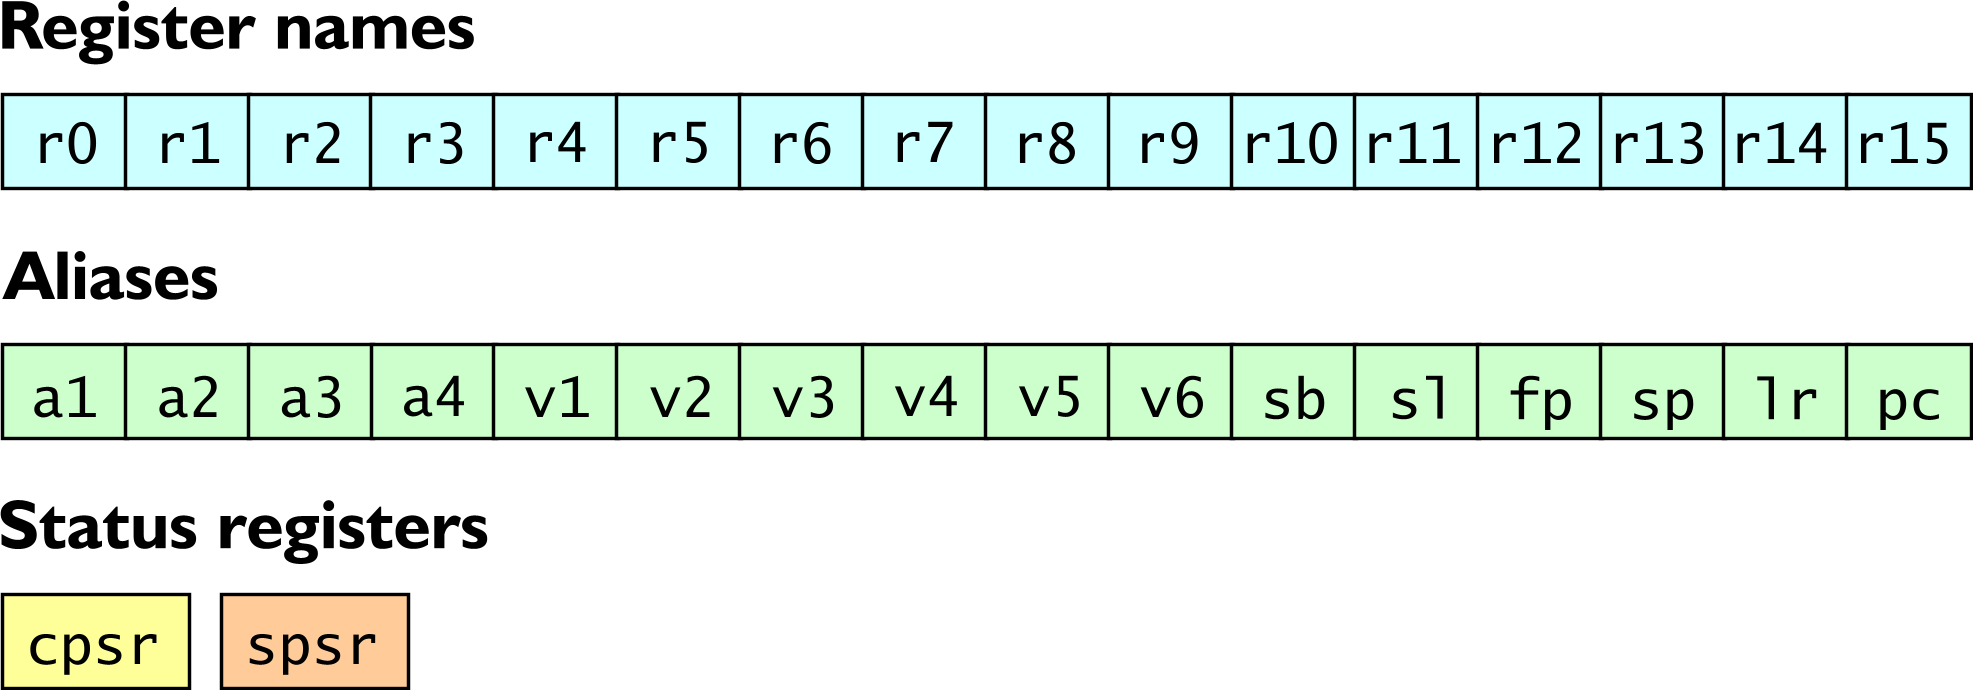 Register names
r0 r1 r2 r3 r4 r5 r6 r7 r8 r9 r10 r11 r12 r13 r14 r15
Aliases
a1 a2 a3 a4 v1 v2 v3 v4 v5 v6 sb sl fp sp lr pc
Status registers
cpsr spsr